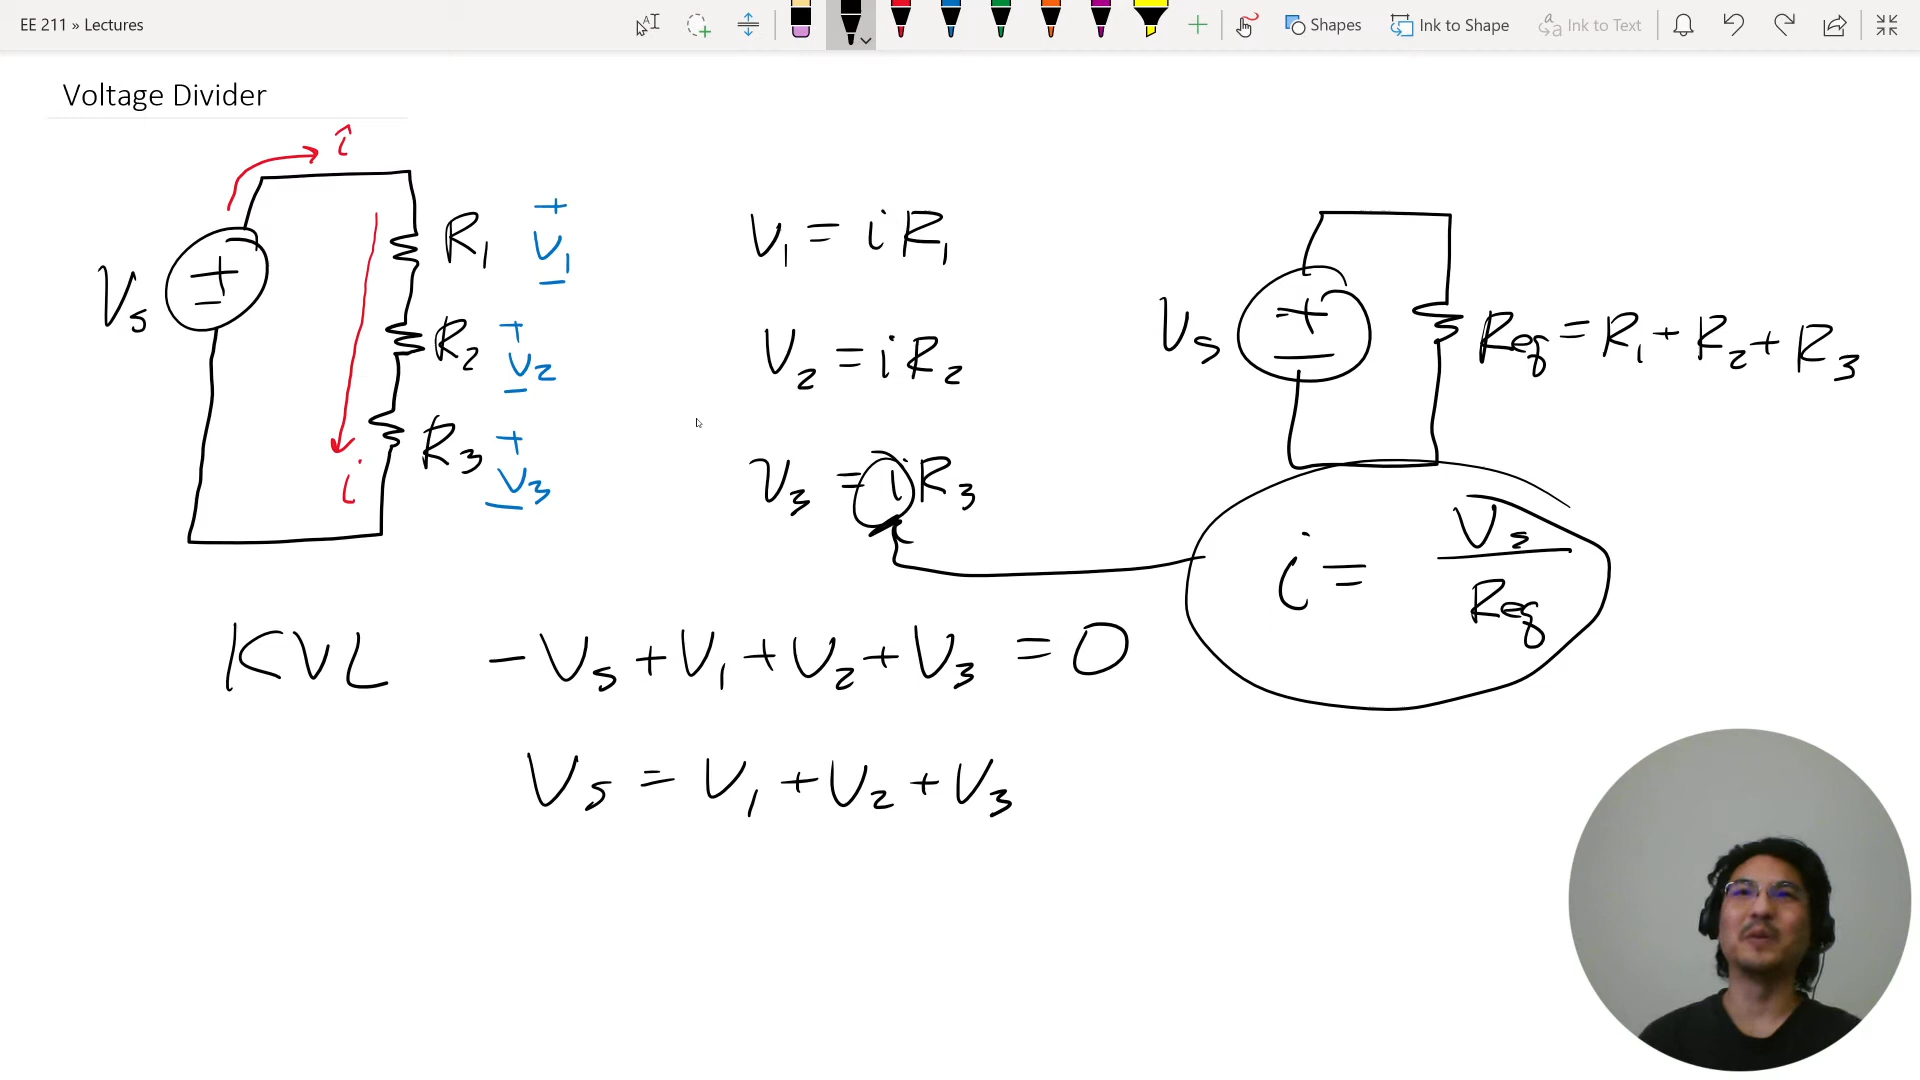 EE 211 » Lectures
Shapes
Ink to Shape
Ink to Text
Voltage Divider
i
Vs
+
−
R1
+
V1
−
R2
+
V2
−
R3
+
V3
−
i
V1 = iR1
V2 = iR2
V3 = iR3
Vs
+
−
Req = R1 + R2 + R3
i = Vs / Req
KVL −Vs + V1 + V2 + V3 = 0
Vs = V1 + V2 + V3